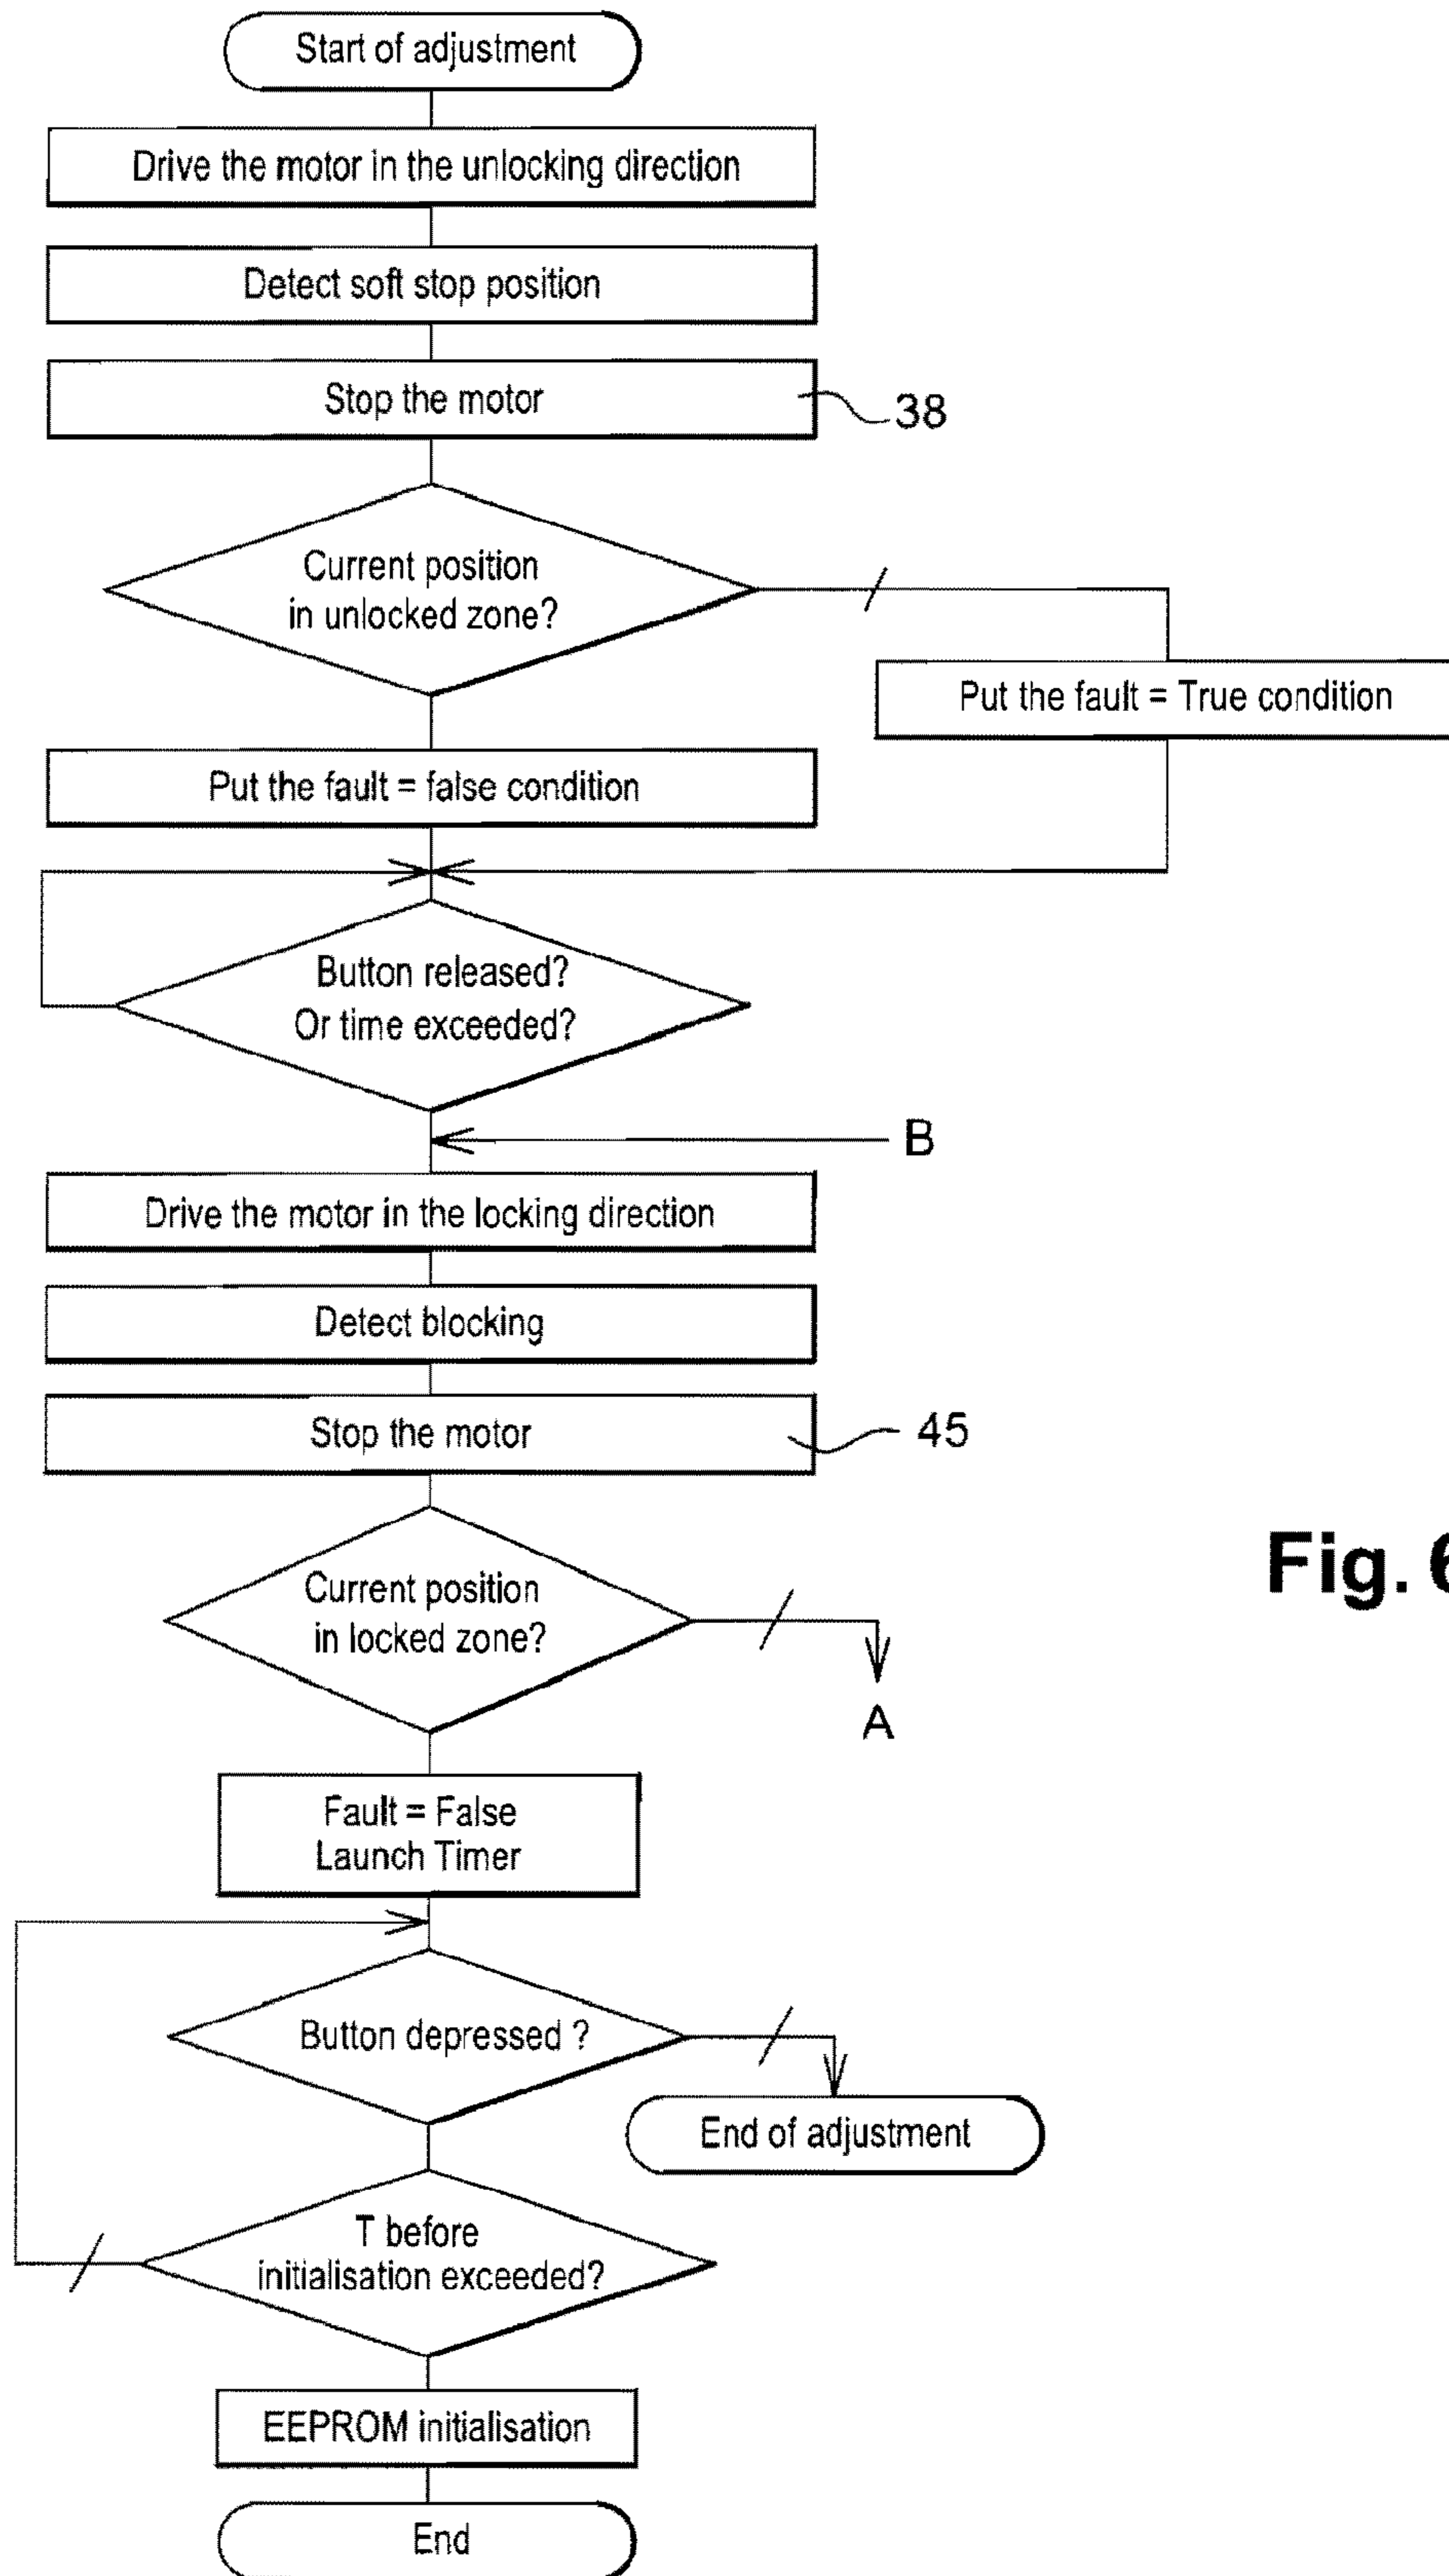 Start of adjustment
Drive the motor in the unlocking direction
Detect soft stop position
Stop the motor
38
Current position
in unlocked zone?
Put the fault = True condition
Put the fault = false condition
Button released?
Or time exceeded?
B
Drive the motor in the locking direction
Detect blocking
Stop the motor
45
Current position
in locked zone?
A
Fig. 6
Fault = False
Launch Timer
Button depressed ?
End of adjustment
T before
initialisation exceeded?
EEPROM initialisation
End